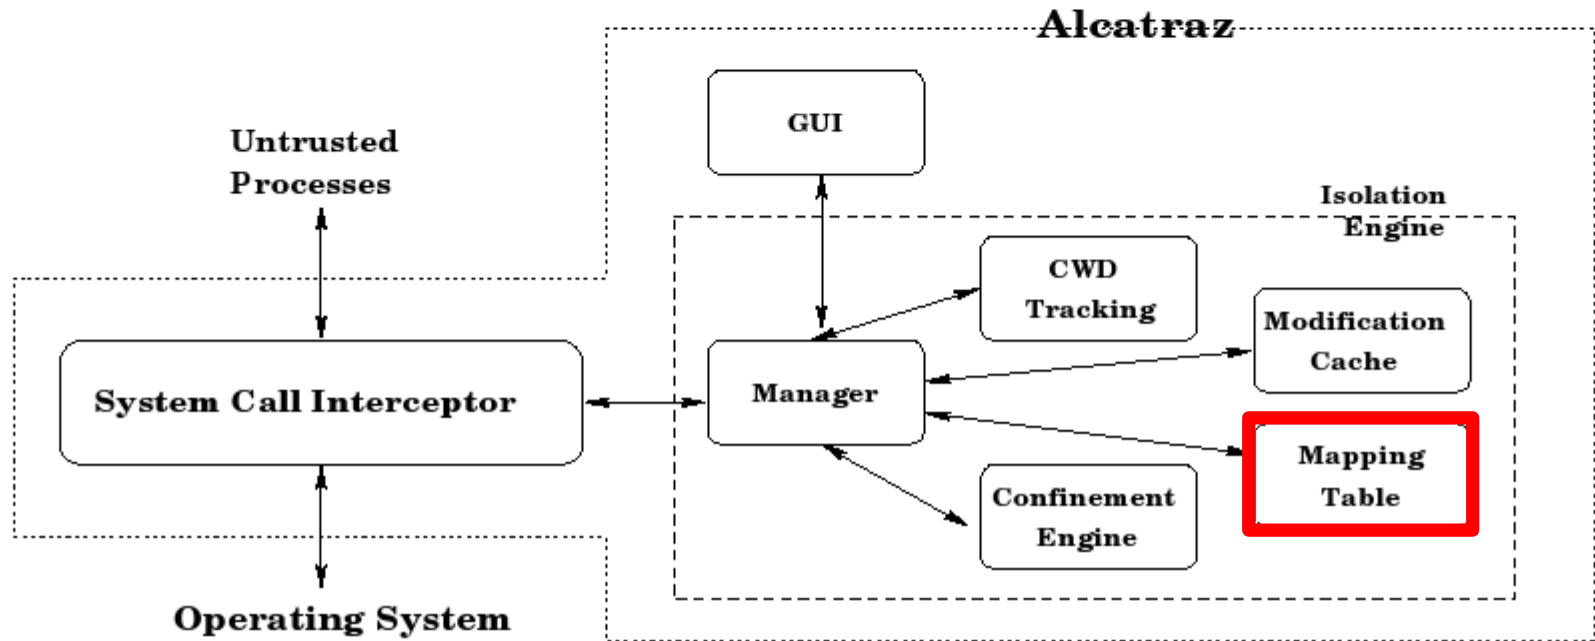 Alcatraz
GUI
Untrusted
Processes
Isolation
Engine
CWD
Tracking
Modification
Cache
System Call Interceptor
Manager
Mapping
Table
Confinement
Engine
Operating System